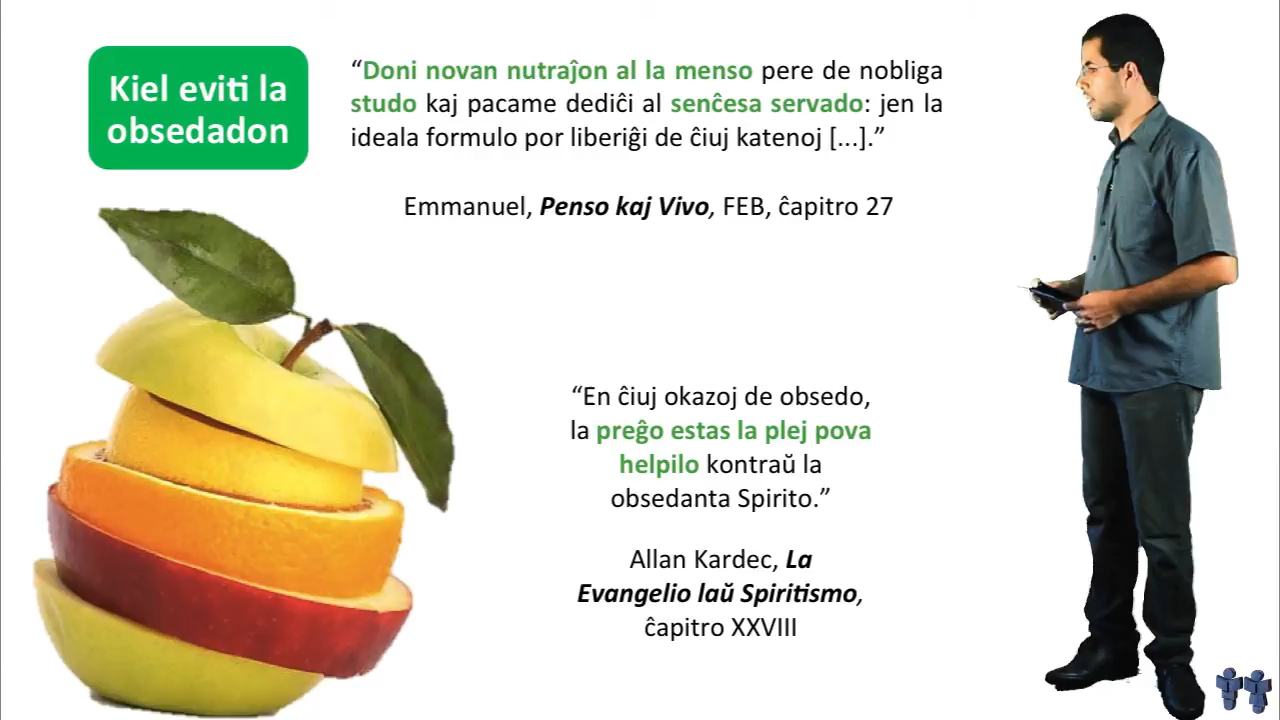 Kiel eviti la
obsedadon
“Doni novan nutraĵon al la menso pere de nobliga
studo kaj pacame dediĉi al senĉesa servado: jen la
ideala formulo por liberiĝi de ĉiuj katenoj [...].”
Emmanuel, Penso kaj Vivo, FEB, ĉapitro 27
“En ĉiuj okazoj de obsedo,
la preĝo estas la plej pova
helpilo kontraŭ la
obsedanta Spirito.”
Allan Kardec, La
Evangelio laŭ Spiritismo,
ĉapitro XXVIII